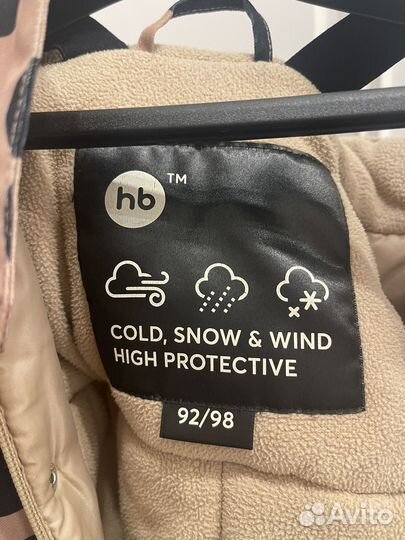 hb™
COLD, SNOW & WIND
HIGH PROTECTIVE
92/98
Avito